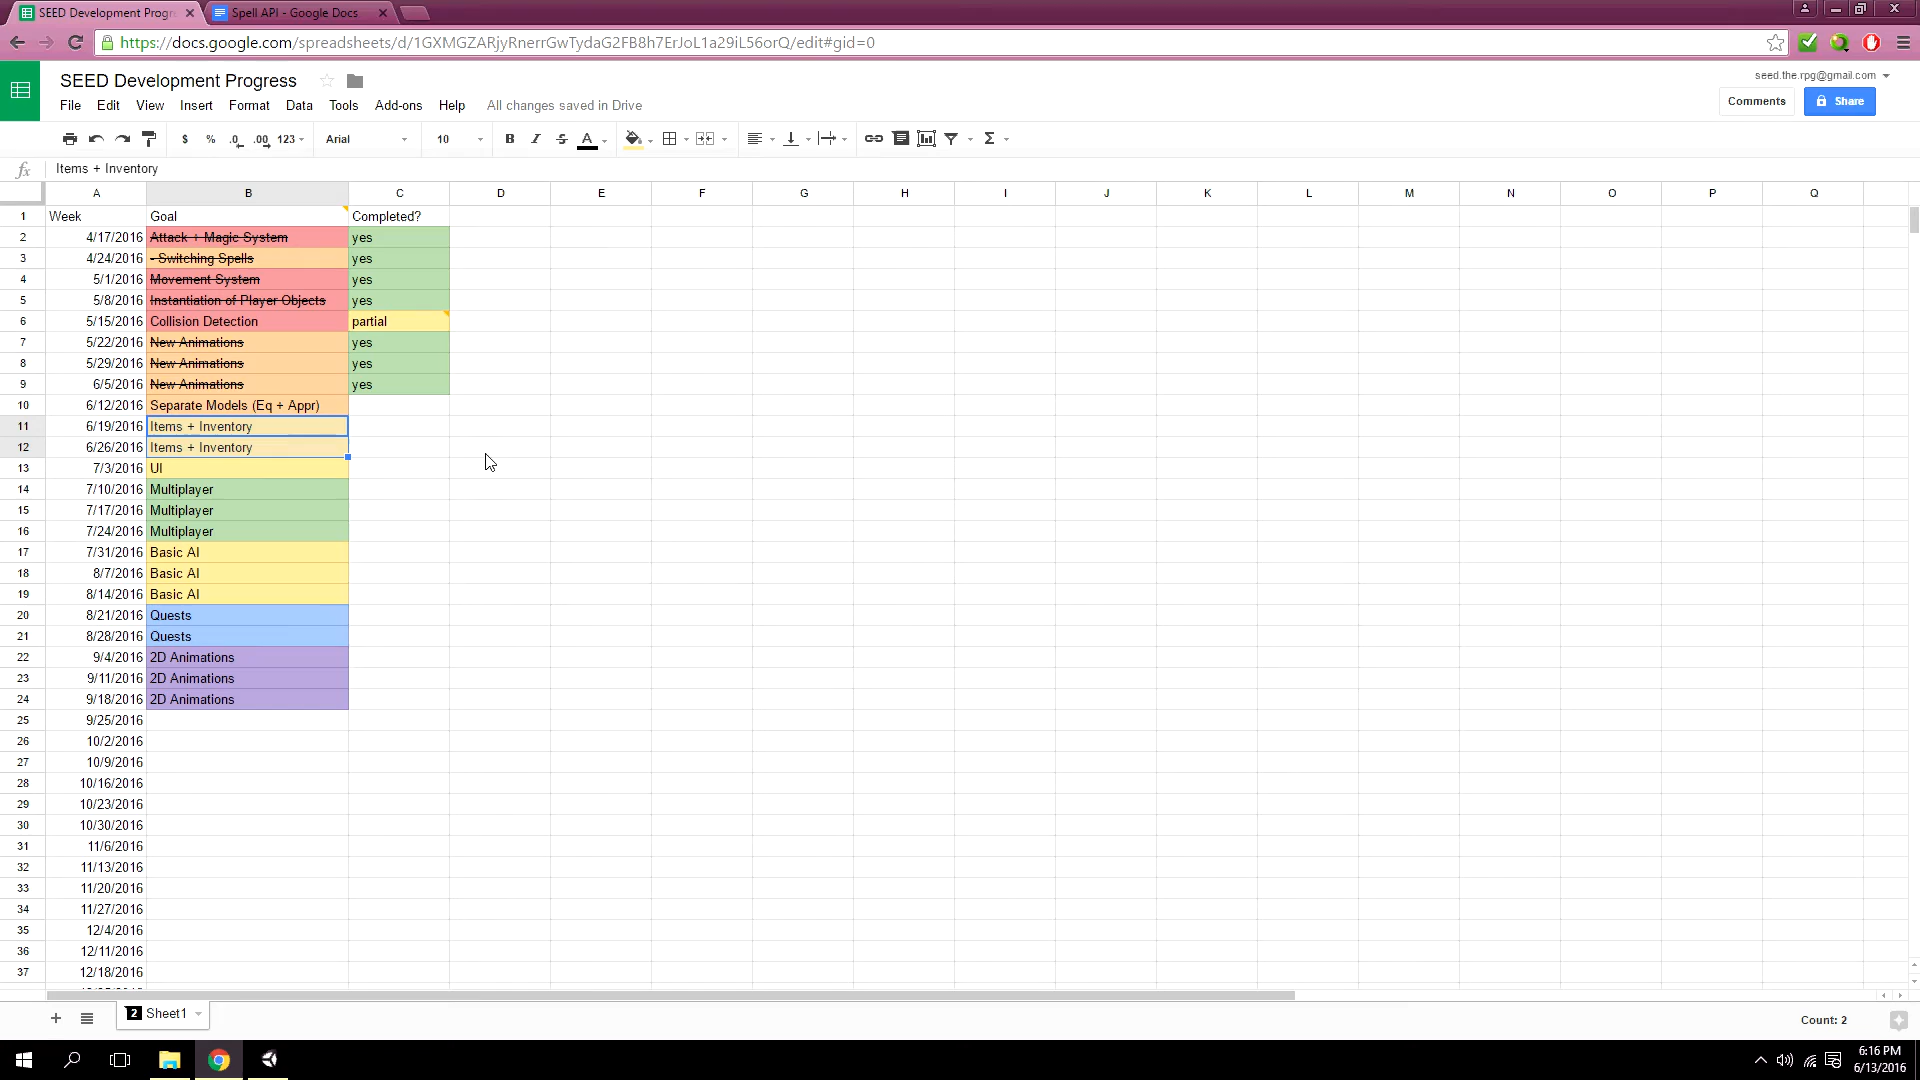 SEED Development Progr
Spell API - Google Docs
https://docs.google.com/spreadsheets/d/1GXMGZARjyRnerrGwTydaG2FB8h7ErJoL1a29iL56orQ/edit#gid=0
SEED Development Progress
seed.the.rpg@gmail.com
File Edit View Insert Format Data Tools Add-ons Help All changes saved in Drive
Comments
Share
$ % .0 .00 123 Arial 10 B I S A Σ
fx Items + Inventory
A B C D E F G H I J K L M N O P Q
1 Week Goal Completed?
2 4/17/2016 Attack + Magic System yes
3 4/24/2016 - Switching Spells yes
4 5/1/2016 Movement System yes
5 5/8/2016 Instantiation of Player Objects yes
6 5/15/2016 Collision Detection partial
7 5/22/2016 New Animations yes
8 5/29/2016 New Animations yes
9 6/5/2016 New Animations yes
10 6/12/2016 Separate Models (Eq + Appr)
11 6/19/2016 Items + Inventory
12 6/26/2016 Items + Inventory
13 7/3/2016 UI
14 7/10/2016 Multiplayer
15 7/17/2016 Multiplayer
16 7/24/2016 Multiplayer
17 7/31/2016 Basic AI
18 8/7/2016 Basic AI
19 8/14/2016 Basic AI
20 8/21/2016 Quests
21 8/28/2016 Quests
22 9/4/2016 2D Animations
23 9/11/2016 2D Animations
24 9/18/2016 2D Animations
25 9/25/2016
26 10/2/2016
27 10/9/2016
28 10/16/2016
29 10/23/2016
30 10/30/2016
31 11/6/2016
32 11/13/2016
33 11/20/2016
34 11/27/2016
35 12/4/2016
36 12/11/2016
37 12/18/2016
2 Sheet1
Count: 2
6:16 PM
6/13/2016